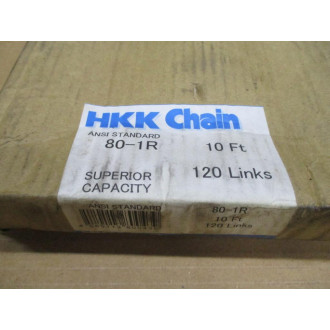 HKK Chain
ANSI STANDARD
80-1R 10 Ft
SUPERIOR 120 Links
CAPACITY
ANSI STANDARD 80-1R
10 Ft
120 Links